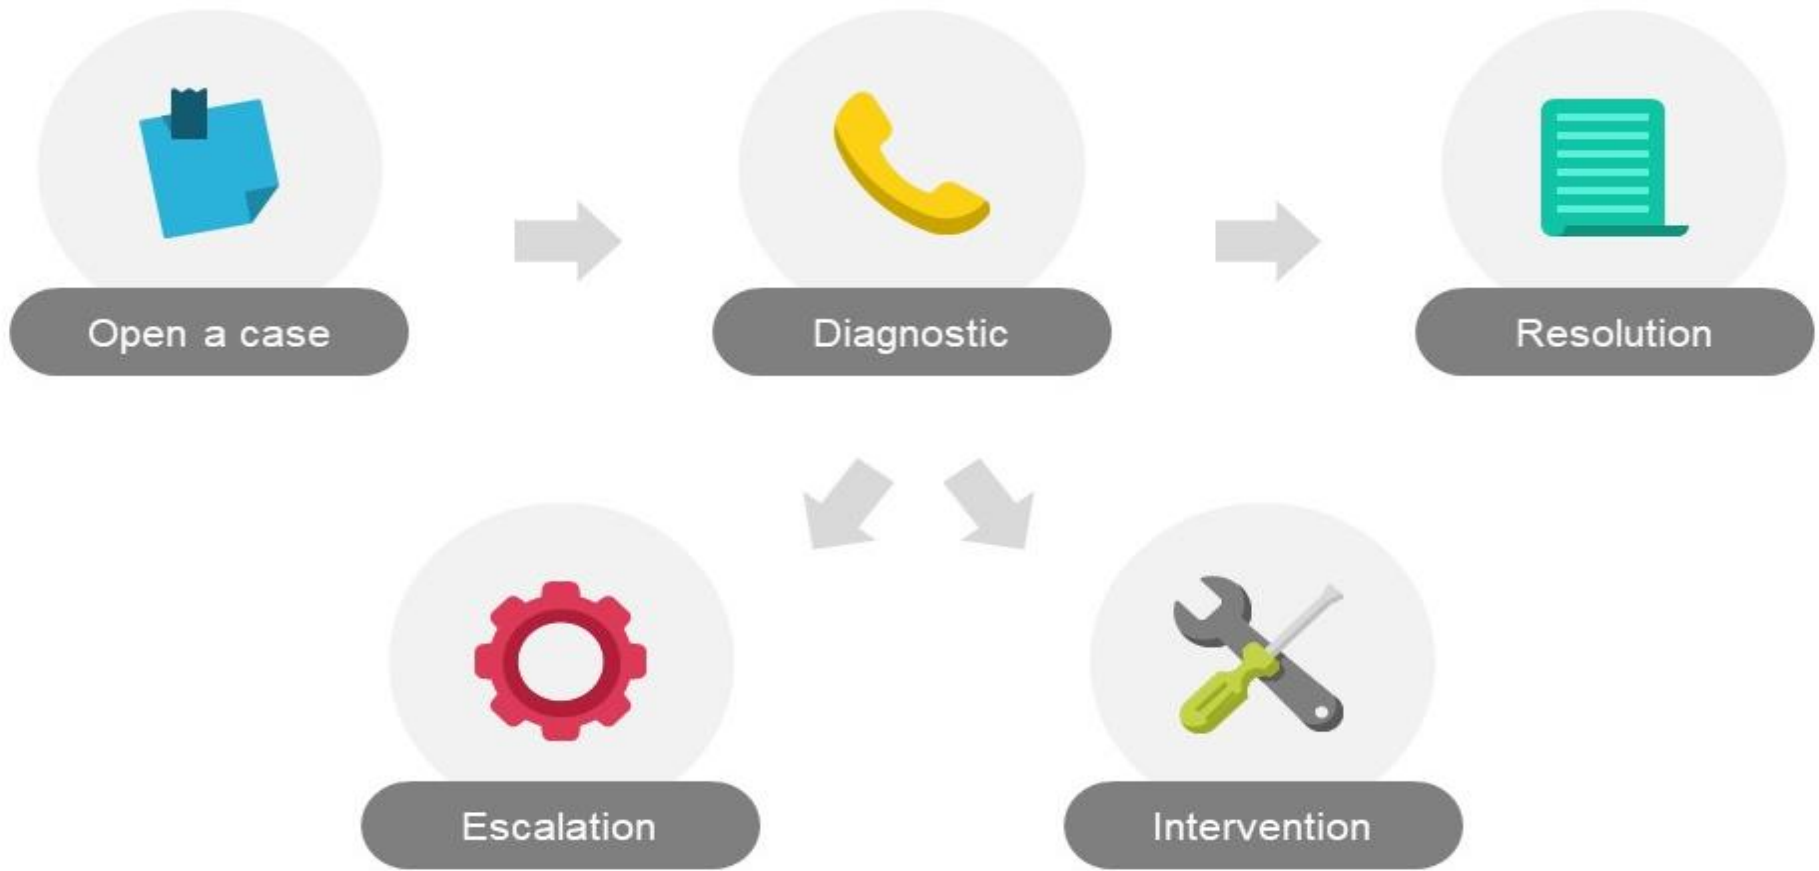 Open a case
Diagnostic
Resolution
Escalation
Intervention